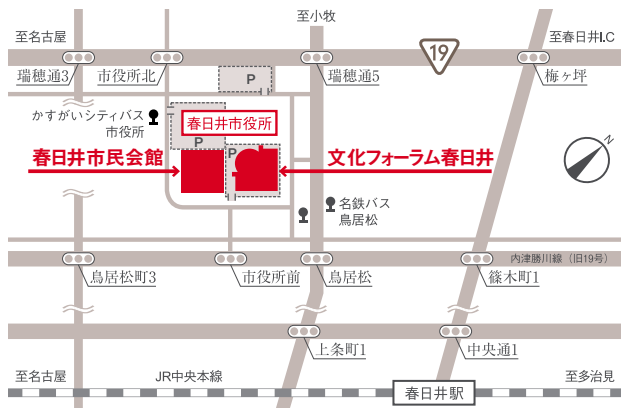 至小牧
至名古屋
19
至春日井I.C
瑞穂通3
市役所北
P
瑞穂通5
梅ヶ坪
かすがいシティバス
市役所
春日井市役所
P
N
春日井市民会館
P
文化フォーラム春日井
名鉄バス
鳥居松
内津勝川線（旧19号）
鳥居松町3
市役所前
鳥居松
篠木町1
上条町1
中央通1
至名古屋
JR中央本線
春日井駅
至多治見